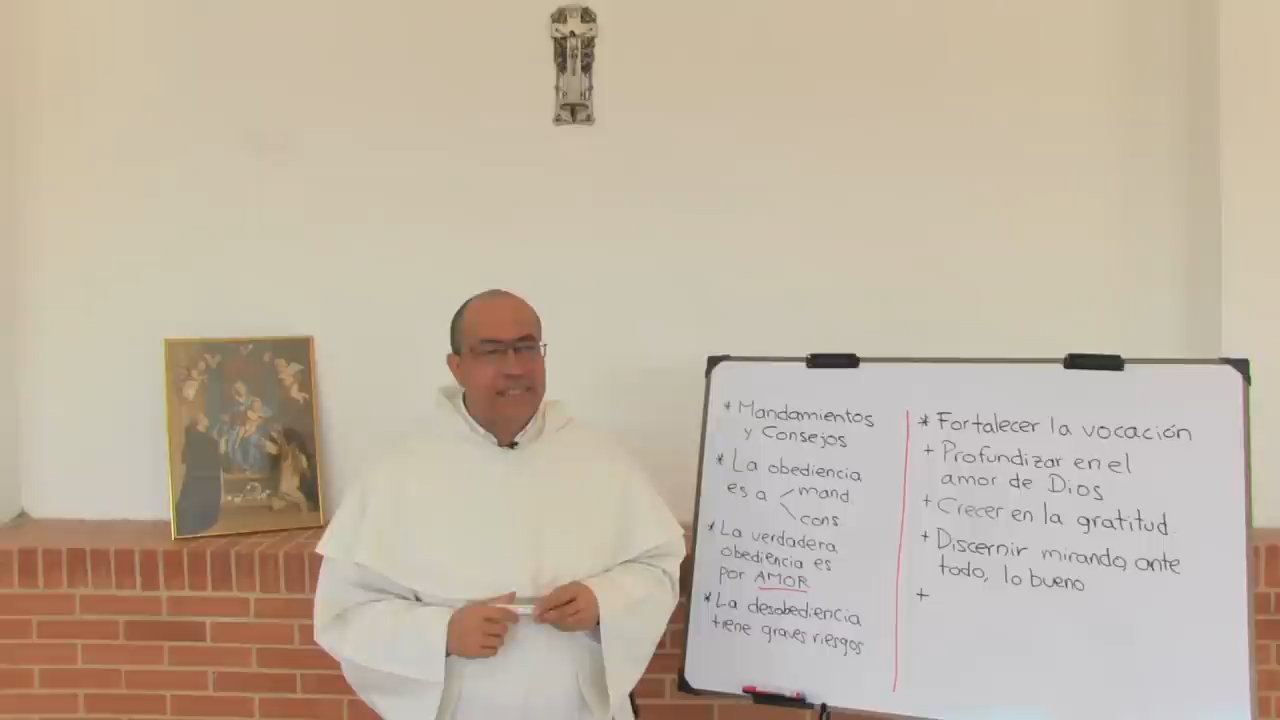 * Mandamientos
y Consejos
* La obediencia
es a mand
cons
* La verdadera
obediencia es
por AMOR
* La desobediencia
tiene graves riesgos
* Fortalecer la vocación
+ Profundizar en el
amor de Dios
+ Crecer en la gratitud
+ Discernir mirando, ante
todo, lo bueno
+